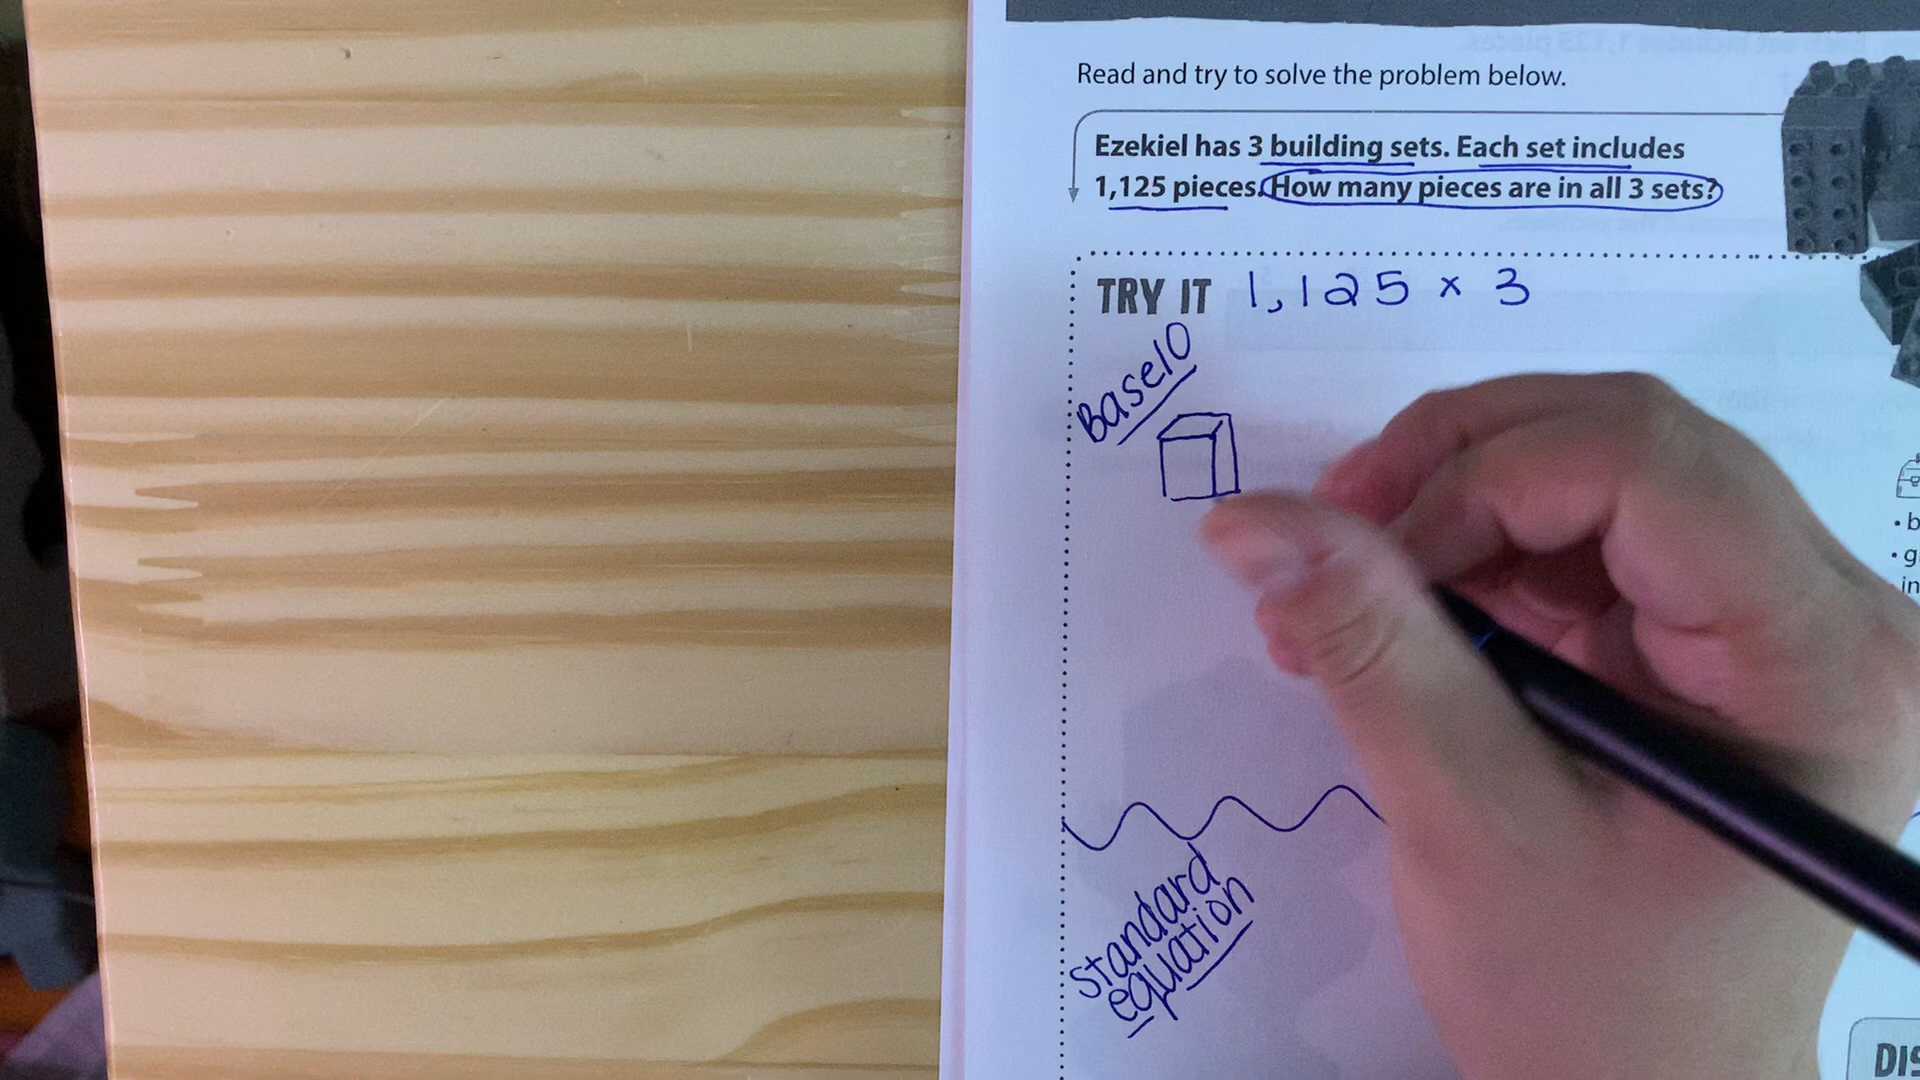 Read and try to solve the problem below.
Ezekiel has 3 building sets. Each set includes
1,125 pieces. How many pieces are in all 3 sets?
TRY IT 1,125 × 3
Base10
Standard
equation
• b
• g
in
DIS